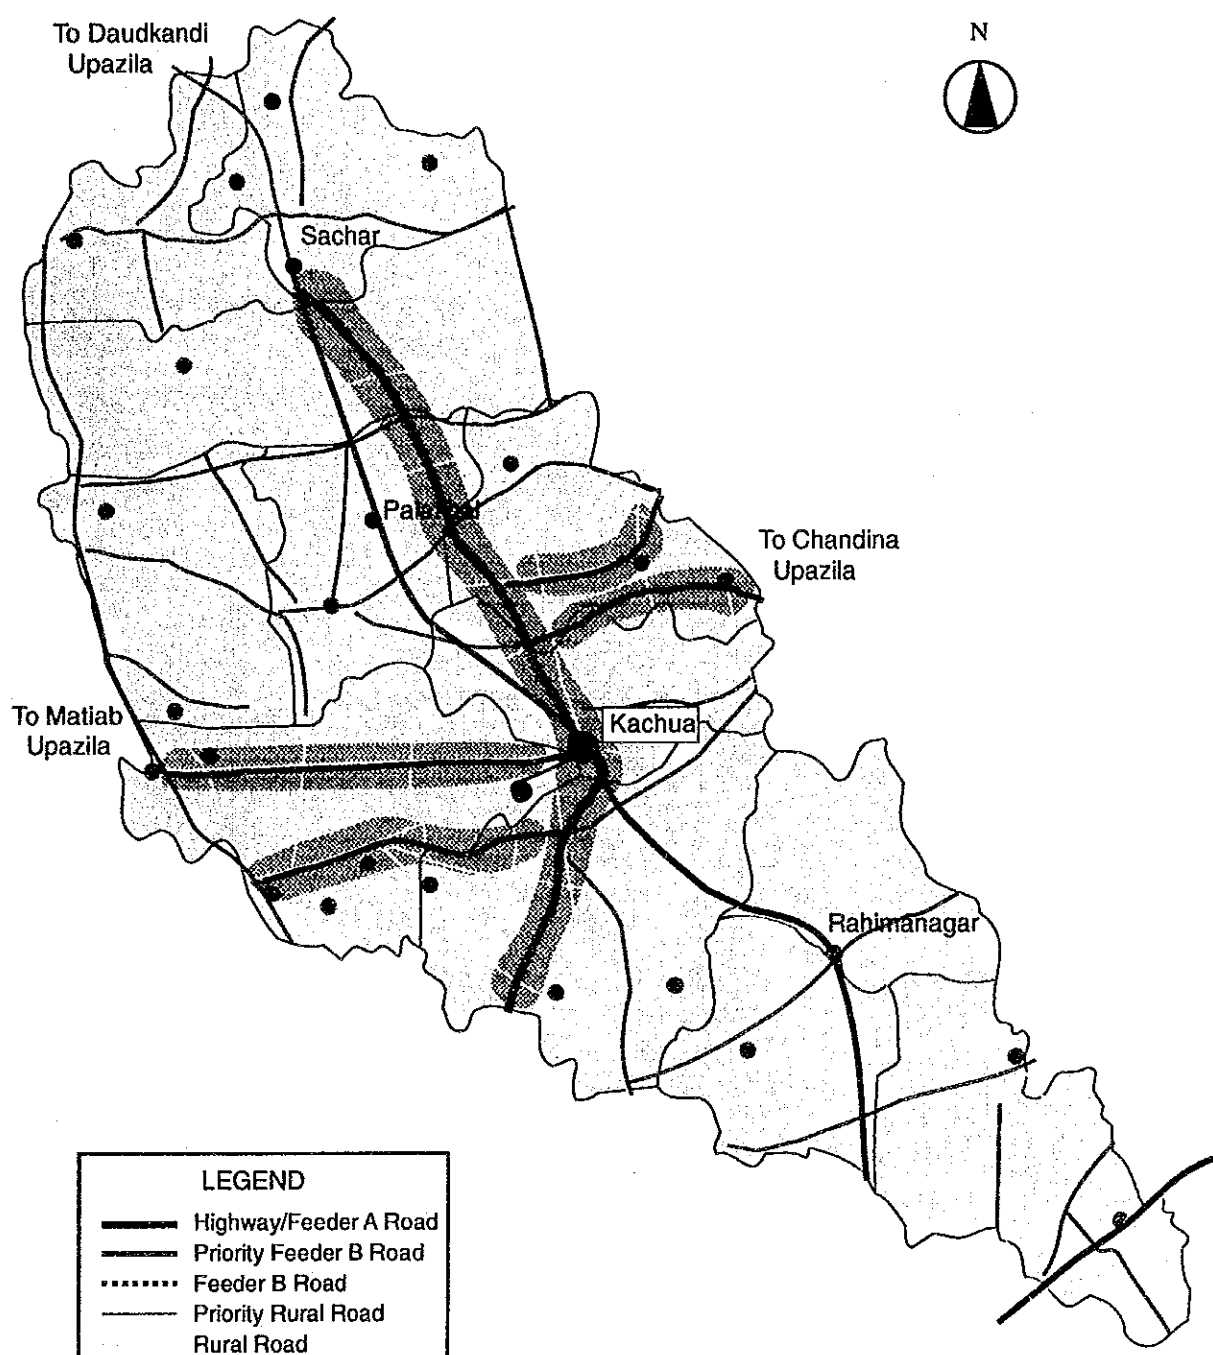 To Daudkandi
Upazila
N
Sachar
To Chandina
Upazila
To Matiab
Upazila
Kachua
Rahimanagar
LEGEND
Highway/Feeder A Road
Priority Feeder B Road
Feeder B Road
Priority Rural Road
Rural Road